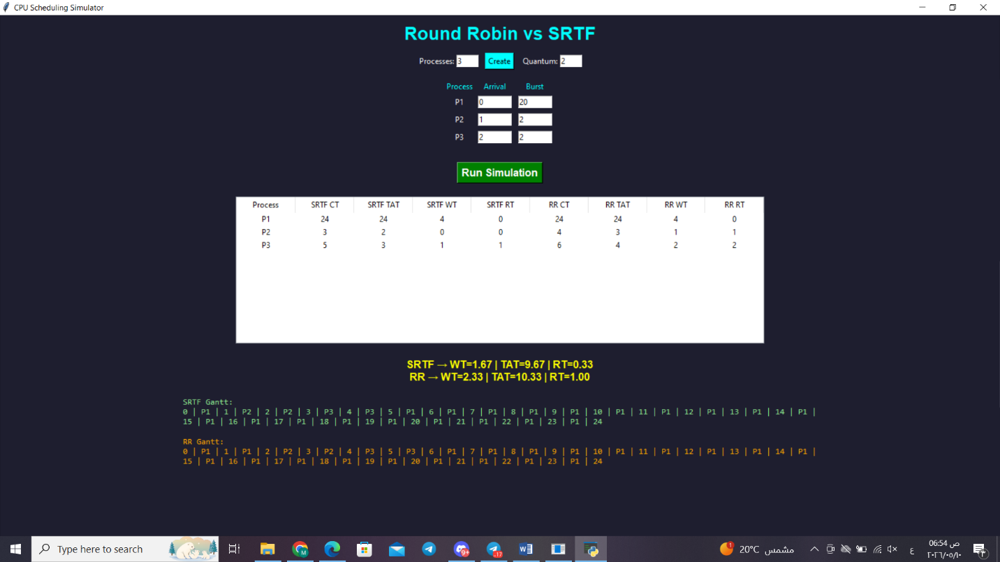 CPU Scheduling Simulator
Round Robin vs SRTF
Processes: 3 Create Quantum: 2
Process Arrival Burst
P1 0 20
P2 1 2
P3 2 2
Run Simulation
Process SRTF CT SRTF TAT SRTF WT SRTF RT RR CT RR TAT RR WT RR RT
P1 24 24 4 0 24 24 4 0
P2 3 2 0 0 4 3 1 1
P3 5 3 1 1 6 4 2 2
SRTF → WT=1.67 | TAT=9.67 | RT=0.33
RR → WT=2.33 | TAT=10.33 | RT=1.00
SRTF Gantt:
0 | P1 | 1 | P2 | 2 | P2 | 3 | P3 | 4 | P3 | 5 | P1 | 6 | P1 | 7 | P1 | 8 | P1 | 9 | P1 | 10 | P1 | 11 | P1 | 12 | P1 | 13 | P1 | 14 | P1 |
15 | P1 | 16 | P1 | 17 | P1 | 18 | P1 | 19 | P1 | 20 | P1 | 21 | P1 | 22 | P1 | 23 | P1 | 24
RR Gantt:
0 | P1 | 1 | P1 | 2 | P2 | 3 | P2 | 4 | P3 | 5 | P3 | 6 | P1 | 7 | P1 | 8 | P1 | 9 | P1 | 10 | P1 | 11 | P1 | 12 | P1 | 13 | P1 | 14 | P1 |
15 | P1 | 16 | P1 | 17 | P1 | 18 | P1 | 19 | P1 | 20 | P1 | 21 | P1 | 22 | P1 | 23 | P1 | 24
Type here to search
20°C مشمس
ع
06:54 ص
٢٠٢٦/٠٥/١٠